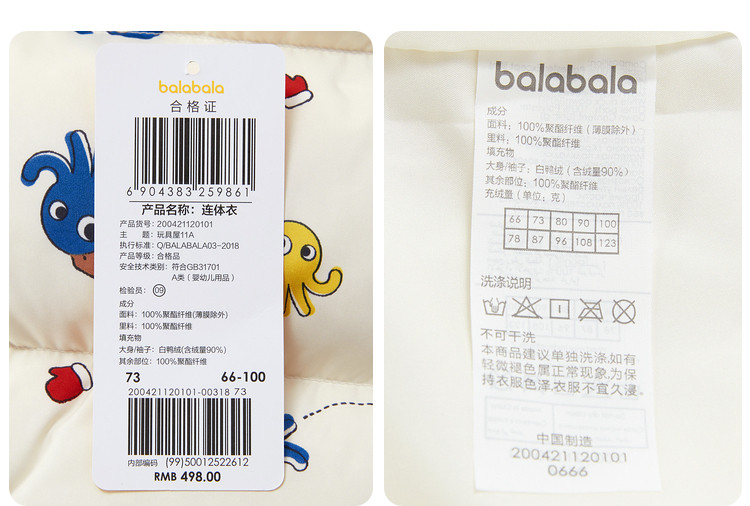 balabala
合格证
6 904383 259861
产品名称：连体衣
产品货号：200421120101
主 题：玩具屋11A
执行标准：Q/BALABALA03-2018
产品等级：合格品
安全技术类别：符合GB31701
A类（婴幼儿用品）
检验员：09
成分
面料：100%聚酯纤维(薄膜除外)
里料：100%聚酯纤维
填充物
大身/袖子：白鸭绒(含绒量90%)
其余部位：100%聚酯纤维
73 66-100
200421120101-00318 73
内部编码 (99)50012522612
RMB 498.00
balabala
成分
面料：100%聚酯纤维（薄膜除外）
里料：100%聚酯纤维
填充物
大身/袖子：白鸭绒（含绒量90%）
其余部位：100%聚酯纤维
充绒量（单位：克）
66 73 80 90 100
78 87 96 108 123
洗涤说明
不可干洗
本商品建议单独洗涤,如有
轻微褪色属正常现象,为保
持衣服色泽,衣服不宜久浸。
中国制造
200421120101
0666